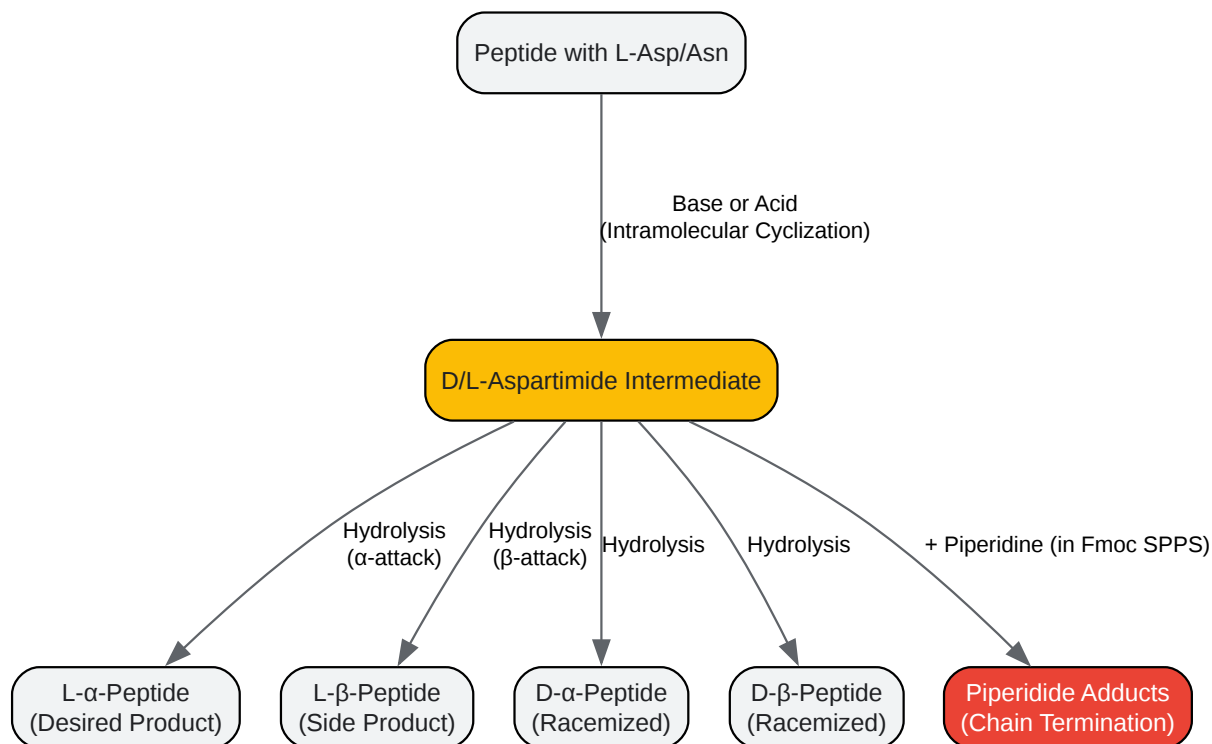 Peptide with L-Asp/Asn
Base or Acid
(Intramolecular Cyclization)
D/L-Aspartimide Intermediate
Hydrolysis
(α-attack)
Hydrolysis
(β-attack)
Hydrolysis
Hydrolysis
+ Piperidine (in Fmoc SPPS)
L-α-Peptide
(Desired Product)
L-β-Peptide
(Side Product)
D-α-Peptide
(Racemized)
D-β-Peptide
(Racemized)
Piperidide Adducts
(Chain Termination)